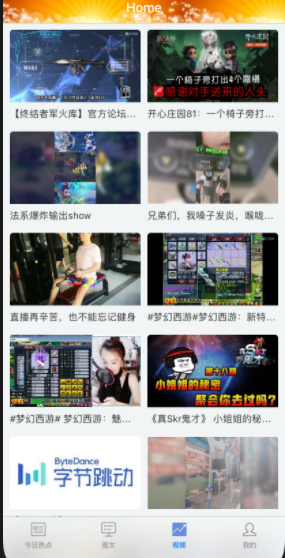 Home
【终结者军火库】官方论坛…
一个椅子旁打出4个震慑
感谢对手送来的人头
开心庄园81：一个椅子旁打…
法系爆炸输出show
兄弟们，我嗓子发炎，喉咙…
直播再辛苦，也不能忘记健身
#梦幻西游#梦幻西游：新特…
#梦幻西游# 梦幻西游：魅…
第十八期
小姐姐的秘密
聚会你去过吗？
《真Skr鬼才》 小姐姐的秘…
ByteDance
字节跳动
今日热点
图文
视频
我的